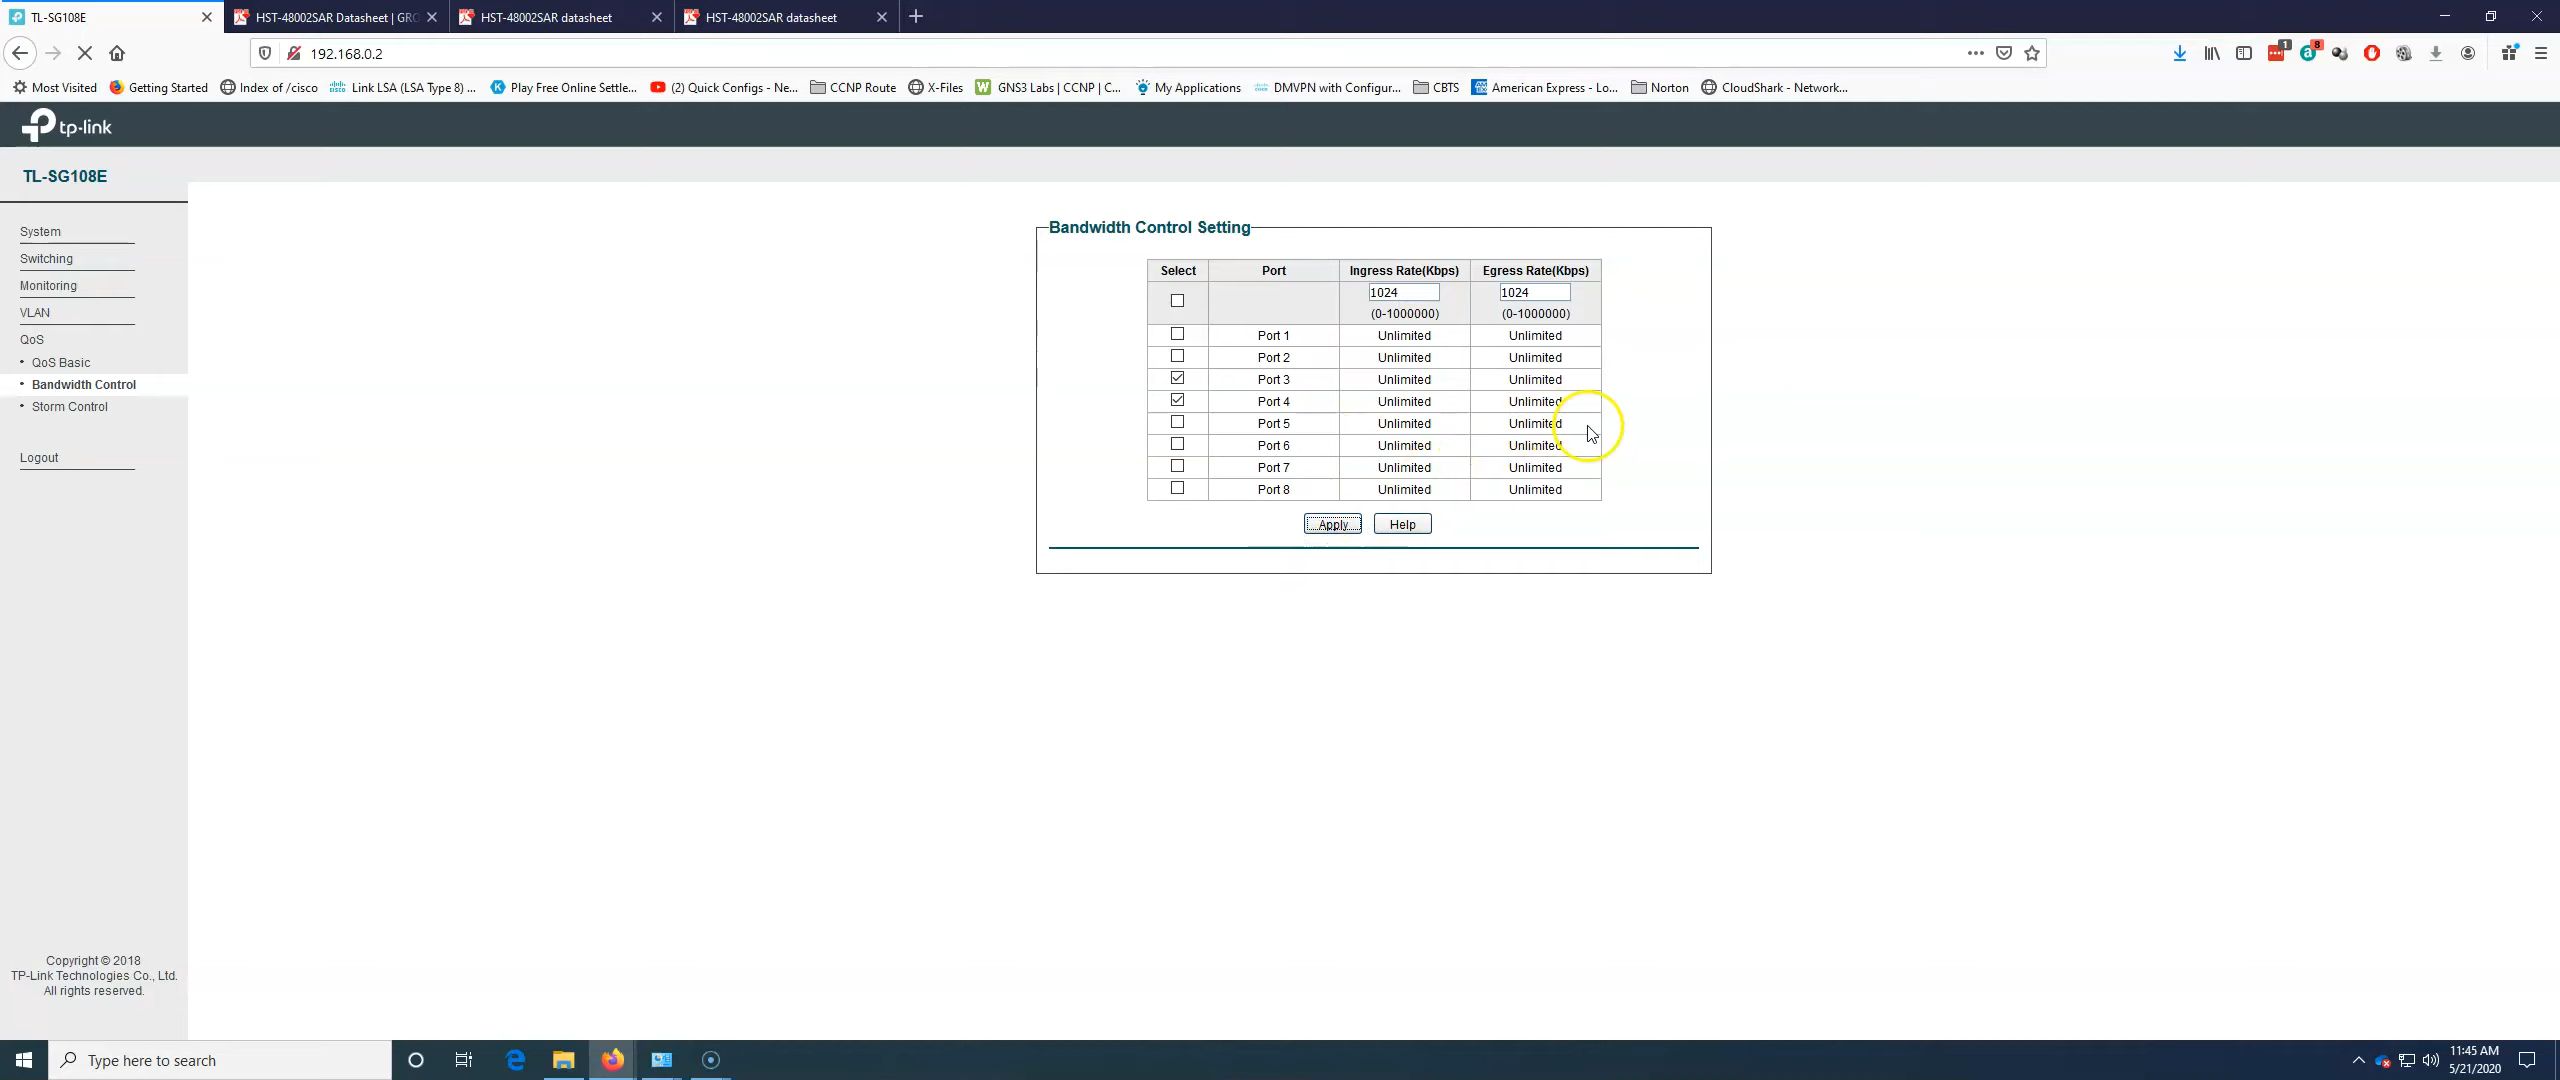 TL-SG108E
HST-48002SAR Datasheet | GRO
HST-48002SAR datasheet
HST-48002SAR datasheet
192.168.0.2
1
8
Most Visited
Getting Started
Index of /cisco
Link LSA (LSA Type 8) ...
Play Free Online Settle...
(2) Quick Configs - Ne...
CCNP Route
X-Files
GNS3 Labs | CCNP | C...
My Applications
DMVPN with Configur...
CBTS
American Express - Lo...
Norton
CloudShark - Network...
tp-link
TL-SG108E
System
Switching
Monitoring
VLAN
QoS
• QoS Basic
• Bandwidth Control
• Storm Control
Logout
Bandwidth Control Setting
Select Port Ingress Rate(Kbps) Egress Rate(Kbps)
1024 1024
(0-1000000) (0-1000000)
Port 1 Unlimited Unlimited
Port 2 Unlimited Unlimited
Port 3 Unlimited Unlimited
Port 4 Unlimited Unlimited
Port 5 Unlimited Unlimited
Port 6 Unlimited Unlimited
Port 7 Unlimited Unlimited
Port 8 Unlimited Unlimited
Apply Help
Copyright © 2018
TP-Link Technologies Co., Ltd.
All rights reserved.
Type here to search
11:45 AM
5/21/2020